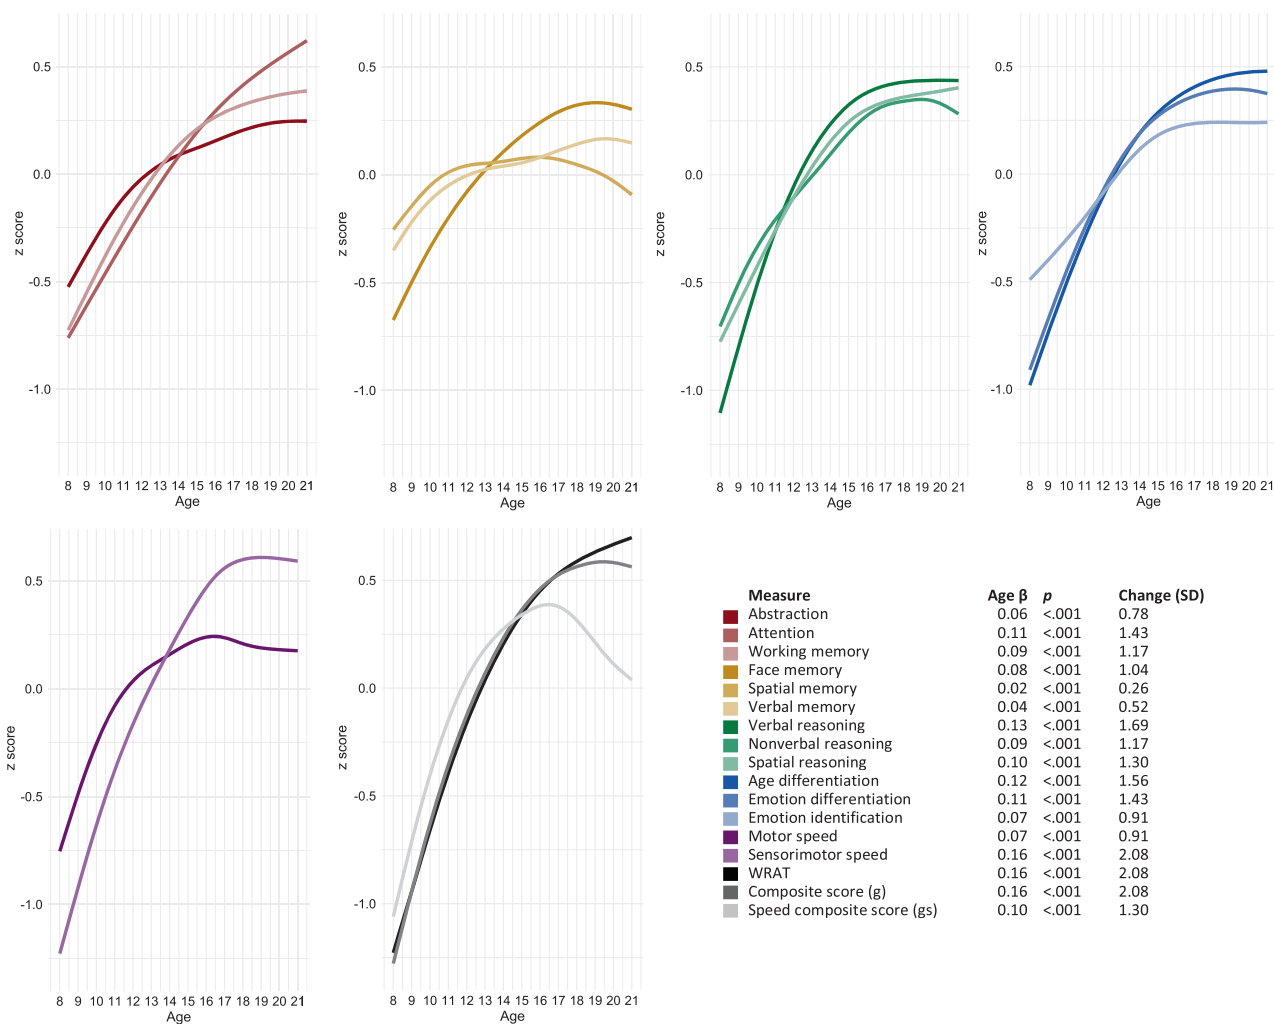 0.5
0.0
-0.5
-1.0
z score
8 9 10 11 12 13 14 15 16 17 18 19 20 21
Age
0.5
0.0
-0.5
-1.0
z score
8 9 10 11 12 13 14 15 16 17 18 19 20 21
Age
0.5
0.0
-0.5
-1.0
z score
8 9 10 11 12 13 14 15 16 17 18 19 20 21
Age
0.5
0.0
-0.5
-1.0
z score
8 9 10 11 12 13 14 15 16 17 18 19 20 21
Age
0.5
0.0
-0.5
-1.0
z score
8 9 10 11 12 13 14 15 16 17 18 19 20 21
Age
0.5
0.0
-0.5
-1.0
z score
8 9 10 11 12 13 14 15 16 17 18 19 20 21
Age
Measure Age β p Change (SD)
Abstraction 0.06 <.001 0.78
Attention 0.11 <.001 1.43
Working memory 0.09 <.001 1.17
Face memory 0.08 <.001 1.04
Spatial memory 0.02 <.001 0.26
Verbal memory 0.04 <.001 0.52
Verbal reasoning 0.13 <.001 1.69
Nonverbal reasoning 0.09 <.001 1.17
Spatial reasoning 0.10 <.001 1.30
Age differentiation 0.12 <.001 1.56
Emotion differentiation 0.11 <.001 1.43
Emotion identification 0.07 <.001 0.91
Motor speed 0.07 <.001 0.91
Sensorimotor speed 0.16 <.001 2.08
WRAT 0.16 <.001 2.08
Composite score (g) 0.16 <.001 2.08
Speed composite score (gs) 0.10 <.001 1.30